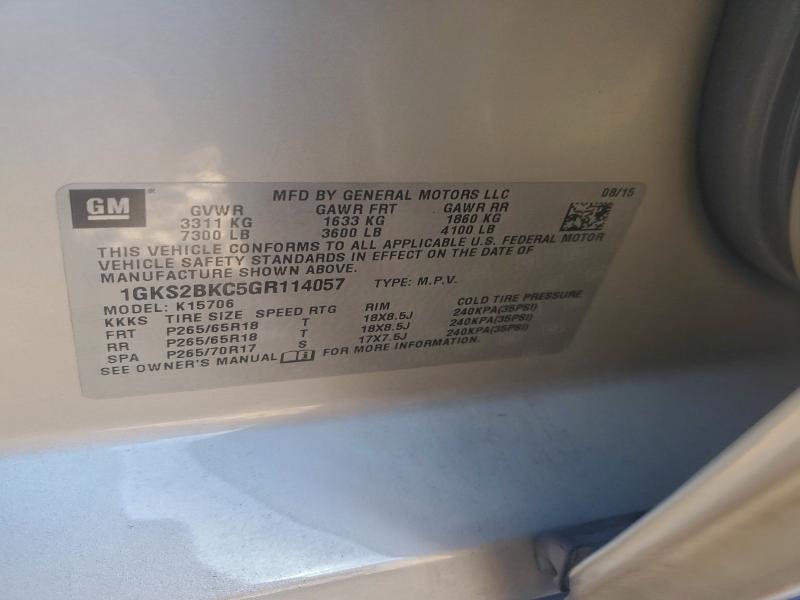 GM® MFD BY GENERAL MOTORS LLC 08/15
GVWR GAWR FRT GAWR RR
3311 KG 1633 KG 1860 KG
7300 LB 3600 LB 4100 LB
THIS VEHICLE CONFORMS TO ALL APPLICABLE U.S. FEDERAL MOTOR
VEHICLE SAFETY STANDARDS IN EFFECT ON THE DATE OF
MANUFACTURE SHOWN ABOVE.
1GKS2BKC5GR114057 TYPE: M.P.V.
MODEL: K15706
KKKS TIRE SIZE SPEED RTG RIM COLD TIRE PRESSURE
FRT P265/65R18 T 18X8.5J 240KPA(35PSI)
RR P265/65R18 T 18X8.5J 240KPA(35PSI)
SPA P265/70R17 S 17X7.5J 240KPA(35PSI)
SEE OWNER'S MANUAL FOR MORE INFORMATION.